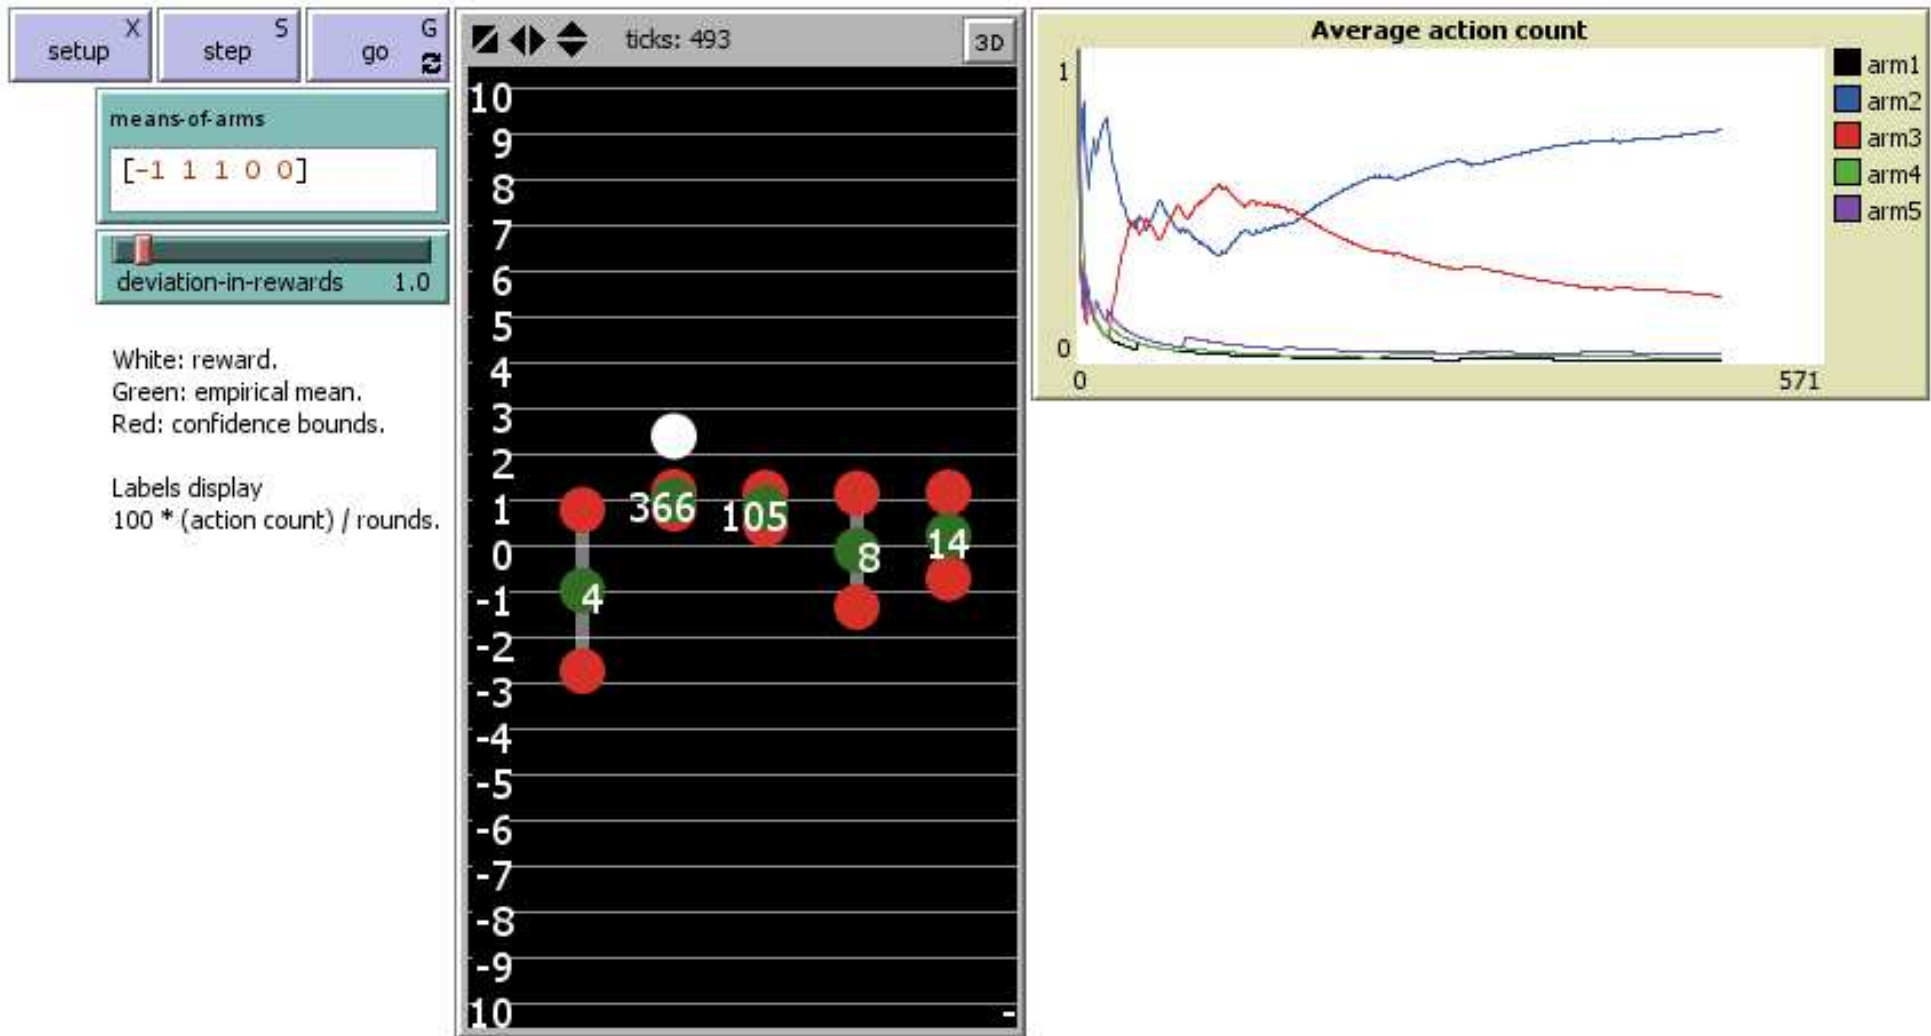 X
setup
S
step
G
go
means-of-arms
[-1 1 1 0 0]
deviation-in-rewards 1.0
White: reward.
Green: empirical mean.
Red: confidence bounds.
Labels display
100 * (action count) / rounds.
ticks: 493
3D
10
9
8
7
6
5
4
3
2
1
0
-1
-2
-3
-4
-5
-6
-7
-8
-9
10
-
366
105
8
14
4
Average action count
1
0
0
571
arm1
arm2
arm3
arm4
arm5